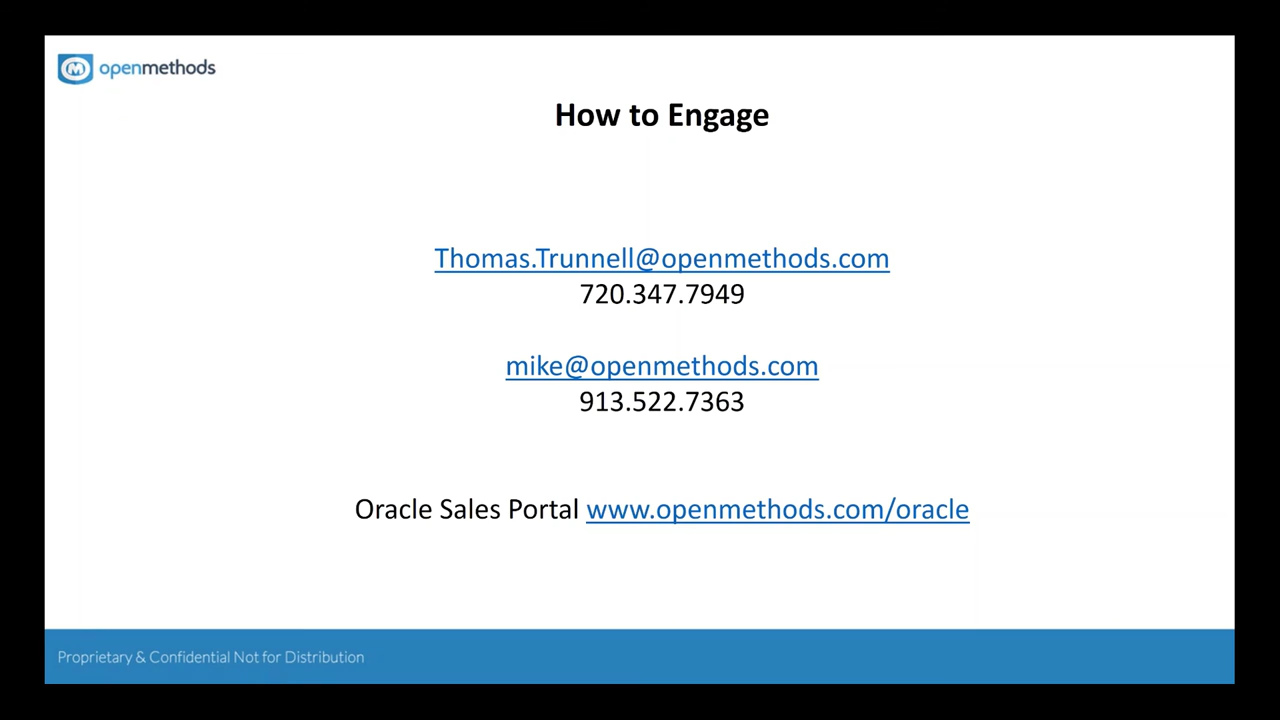 openmethods
How to Engage
Thomas.Trunnell@openmethods.com
720.347.7949
mike@openmethods.com
913.522.7363
Oracle Sales Portal www.openmethods.com/oracle
Proprietary & Confidential Not for Distribution